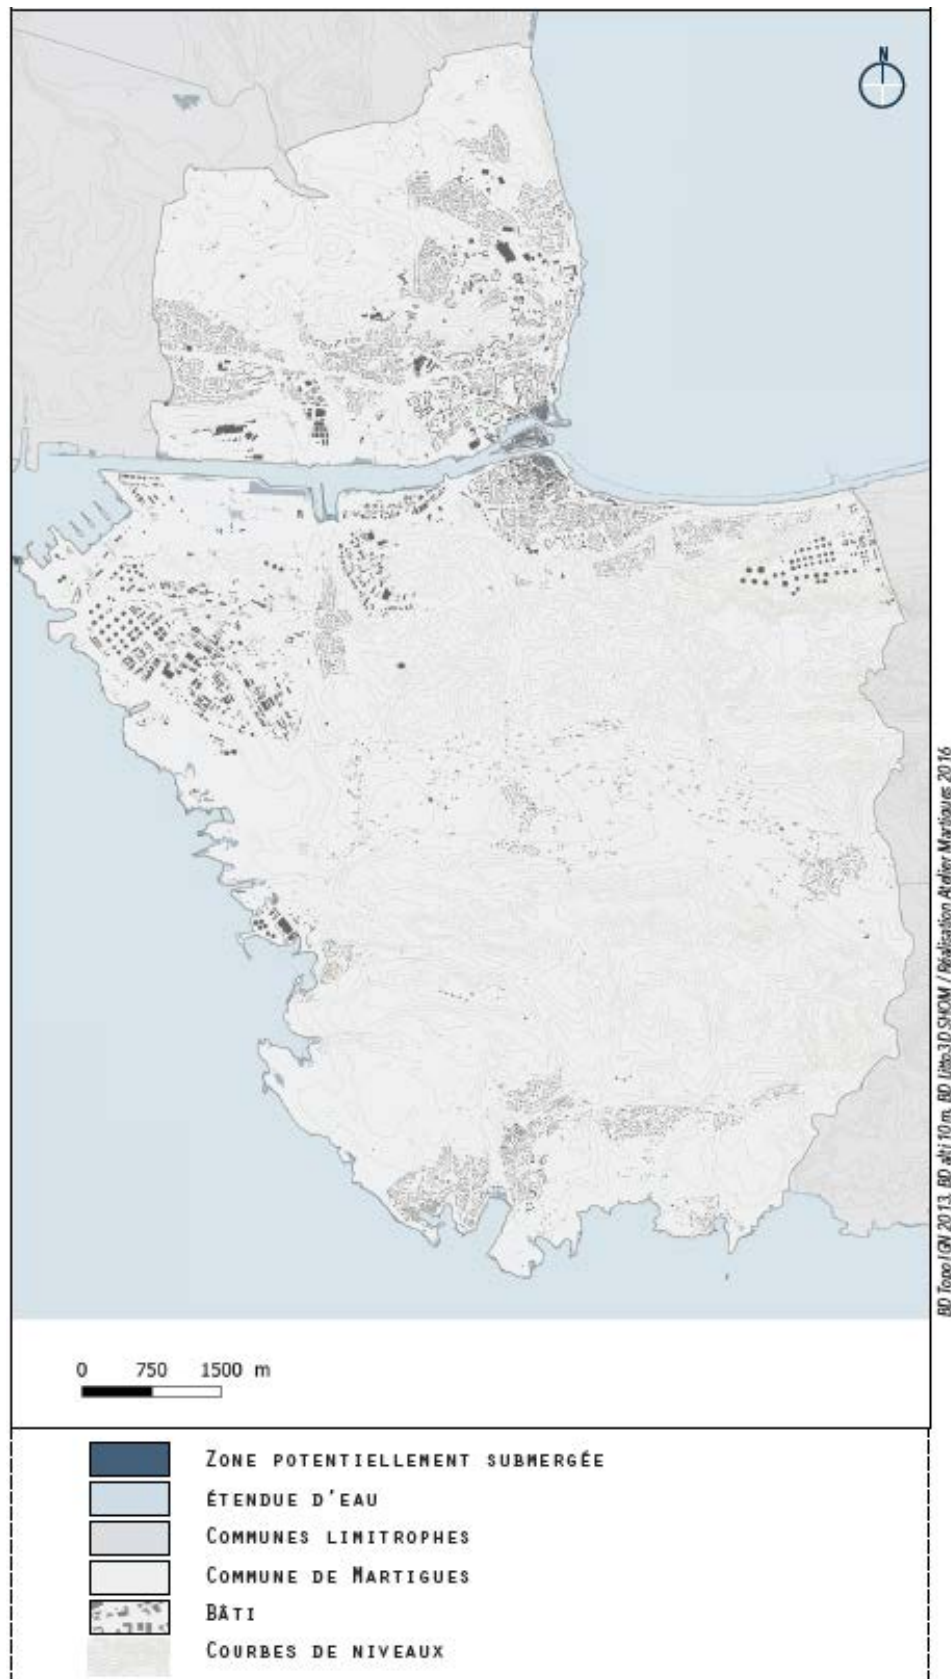 N
BD Topo IGN 2013, BD alti 10 m, BD Litto3D SHOM / Réalisation Atelier Martigues 2016
0 750 1500 m
ZONE POTENTIELLEMENT SUBMERGÉE
ÉTENDUE D'EAU
COMMUNES LIMITROPHES
COMMUNE DE MARTIGUES
BÂTI
COURBES DE NIVEAUX